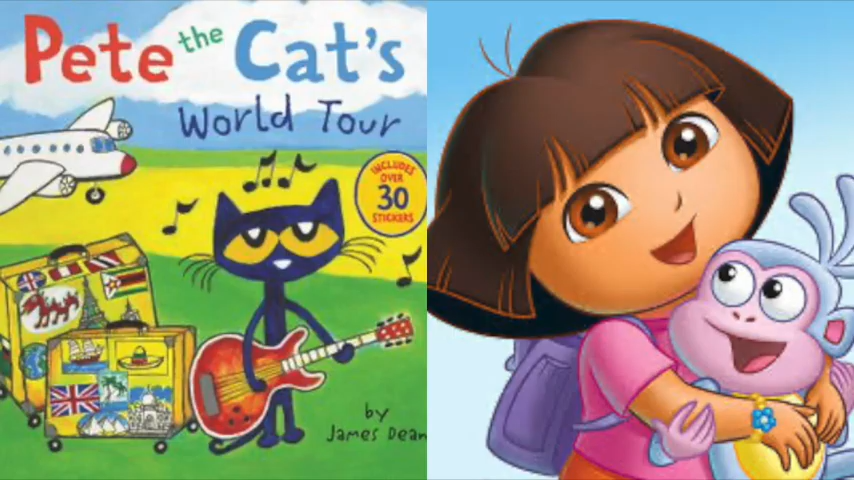 Pete the Cat's
World Tour
INCLUDES
OVER
30
STICKERS
by
James Dean